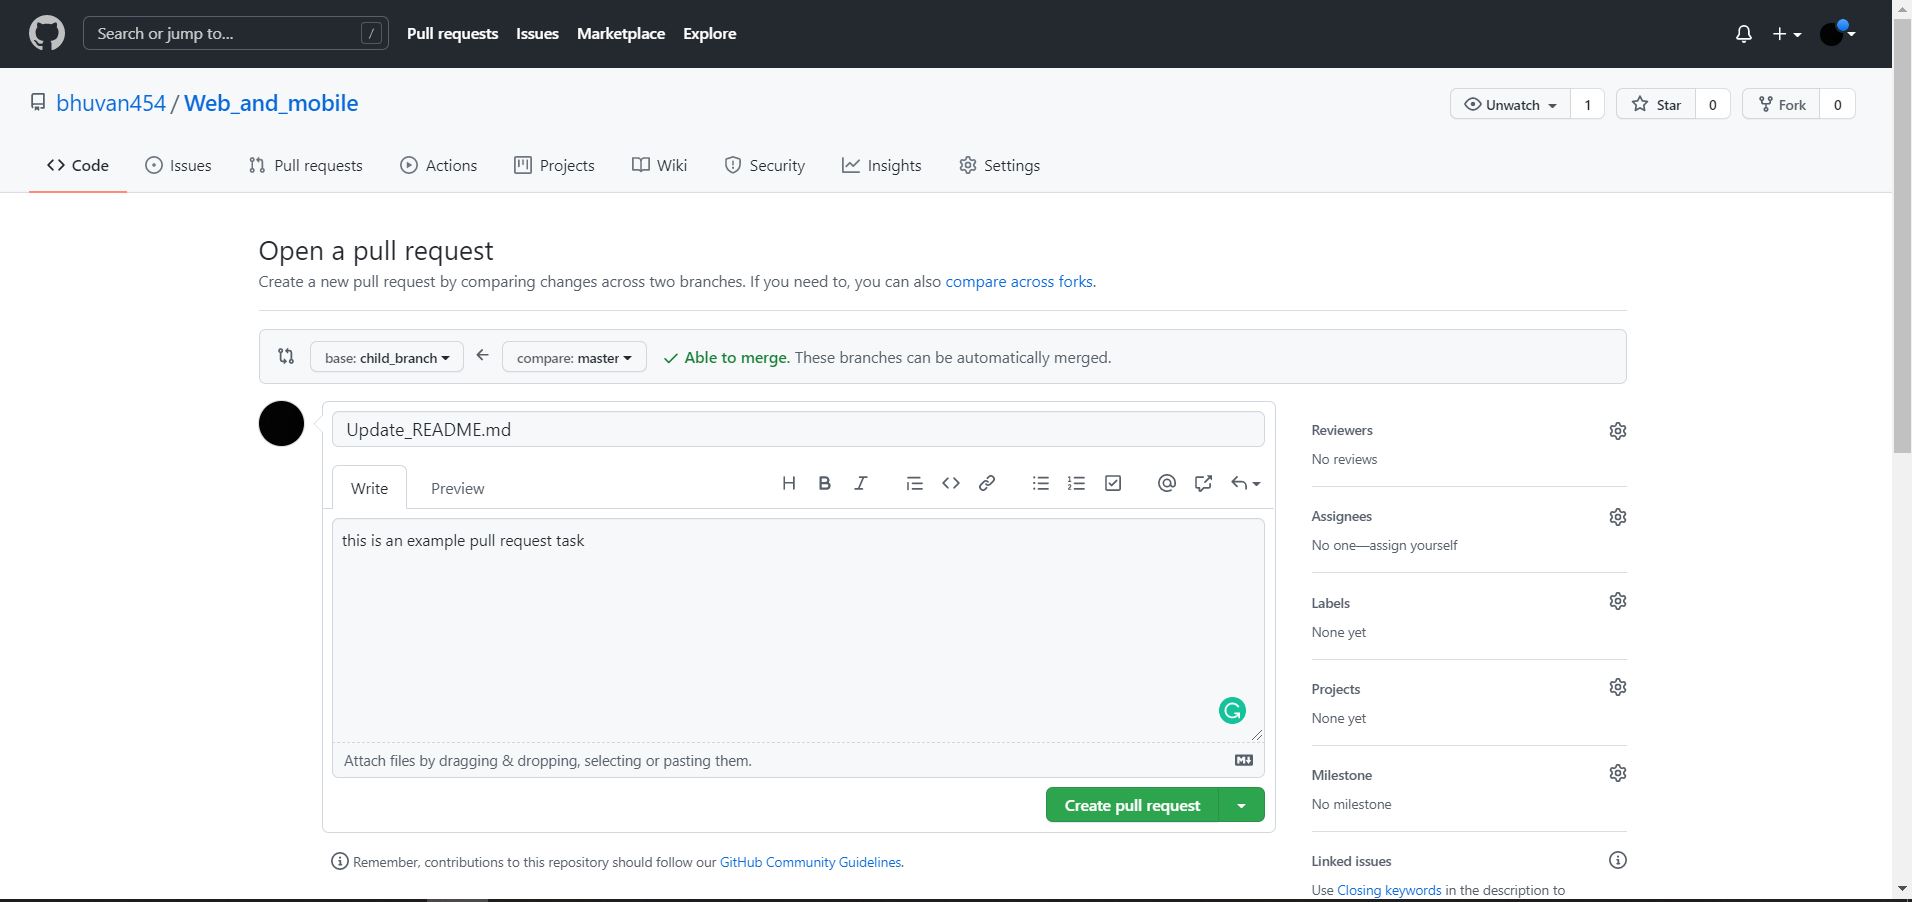 Search or jump to... / Pull requests Issues Marketplace Explore
bhuvan454 / Web_and_mobile Unwatch 1 Star 0 Fork 0
Code Issues Pull requests Actions Projects Wiki Security Insights Settings
Open a pull request
Create a new pull request by comparing changes across two branches. If you need to, you can also compare across forks.
base: child_branch compare: master Able to merge. These branches can be automatically merged.
Update_README.md
Write Preview H B I
this is an example pull request task
Attach files by dragging & dropping, selecting or pasting them.
Create pull request
Remember, contributions to this repository should follow our GitHub Community Guidelines.
Reviewers
No reviews
Assignees
No one—assign yourself
Labels
None yet
Projects
None yet
Milestone
No milestone
Linked issues
Use Closing keywords in the description to